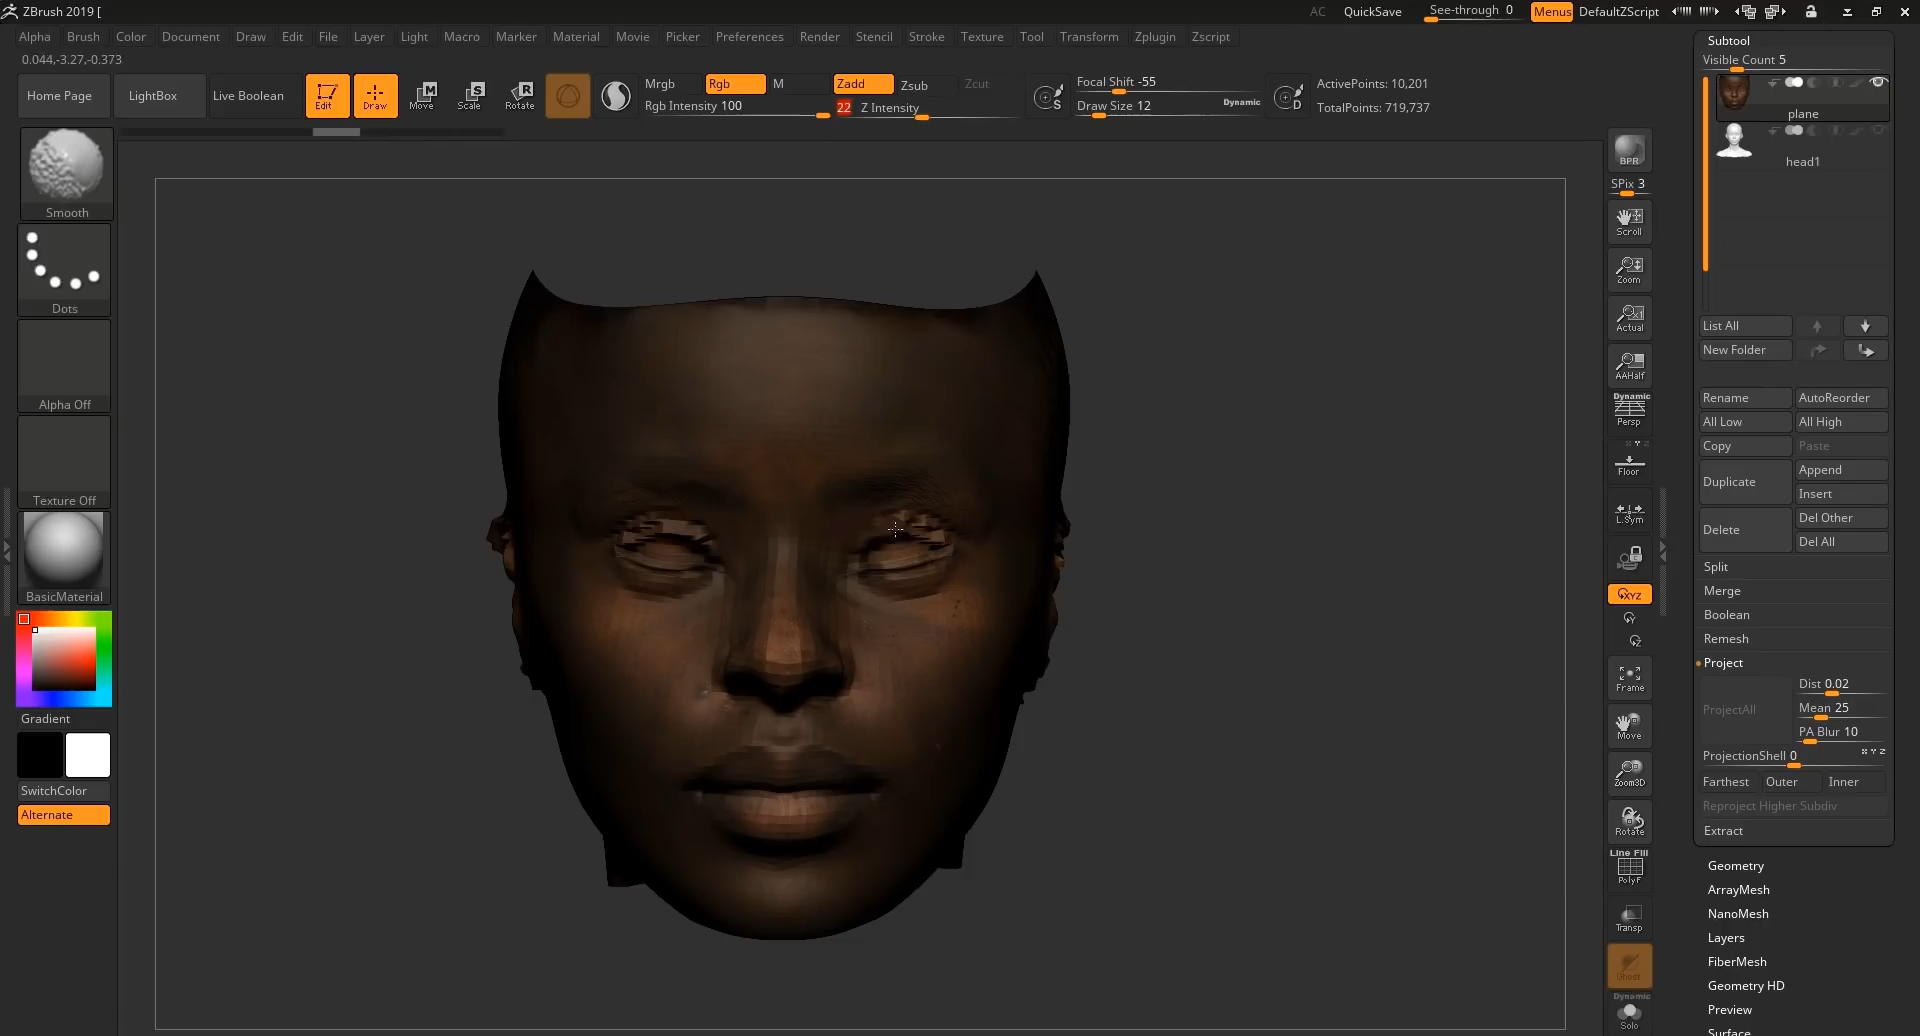 ZBrush 2019 [
AC QuickSave See-through 0 Menus DefaultZScript
Alpha Brush Color Document Draw Edit File Layer Light Macro Marker Material Movie Picker Preferences Render Stencil Stroke Texture Tool Transform Zplugin Zscript
0.044,-3.27,-0.373
Home Page LightBox Live Boolean Edit Draw Move Scale Rotate
Mrgb Rgb M Zadd Zsub Zcut
Rgb Intensity 100 22 Z Intensity
Focal Shift -55
Draw Size 12 Dynamic
ActivePoints: 10,201
TotalPoints: 719,737
Smooth
Dots
Alpha Off
Texture Off
BasicMaterial
Gradient
SwitchColor
Alternate
BPR
SPix 3
Scroll
Zoom
Actual
AAHalf
Dynamic
Persp
Floor
L.Sym
XYZ
Frame
Move
Zoom3D
Rotate
Line Fill
PolyF
Transp
Ghost
Dynamic
Solo
Subtool
Visible Count 5
plane
head1
List All
New Folder
Rename AutoReorder
All Low All High
Copy Paste
Duplicate Append
Insert
Delete Del Other
Del All
Split
Merge
Boolean
Remesh
Project
ProjectAll Dist 0.02
Mean 25
PA Blur 10
ProjectionShell 0 X Y Z
Farthest Outer Inner
Reproject Higher Subdiv
Extract
Geometry
ArrayMesh
NanoMesh
Layers
FiberMesh
Geometry HD
Preview
Surface